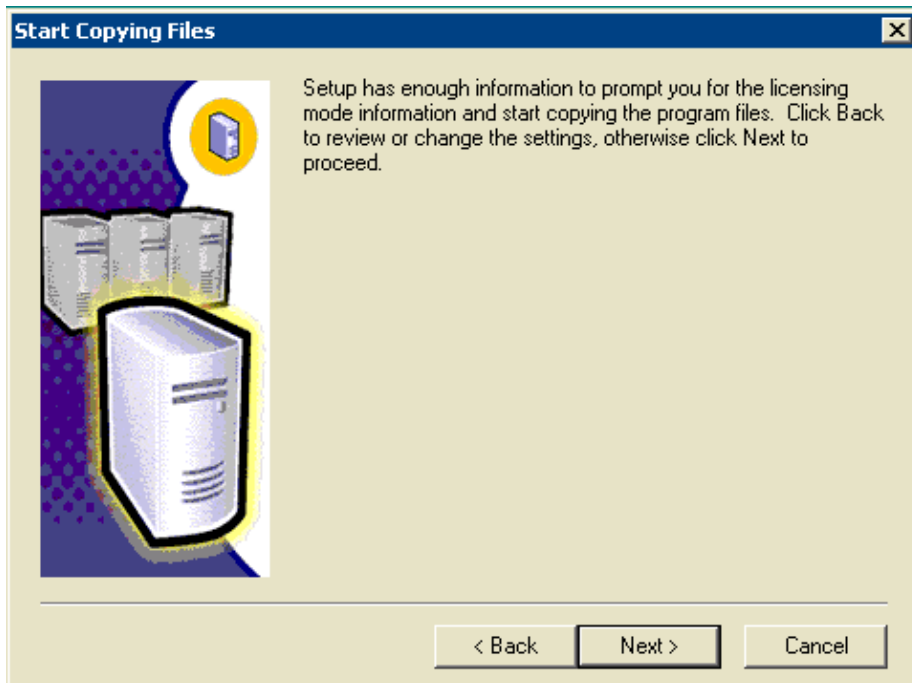 Start Copying Files
Setup has enough information to prompt you for the licensing
mode information and start copying the program files.  Click Back
to review or change the settings, otherwise click Next to
proceed.
< Back
Next >
Cancel